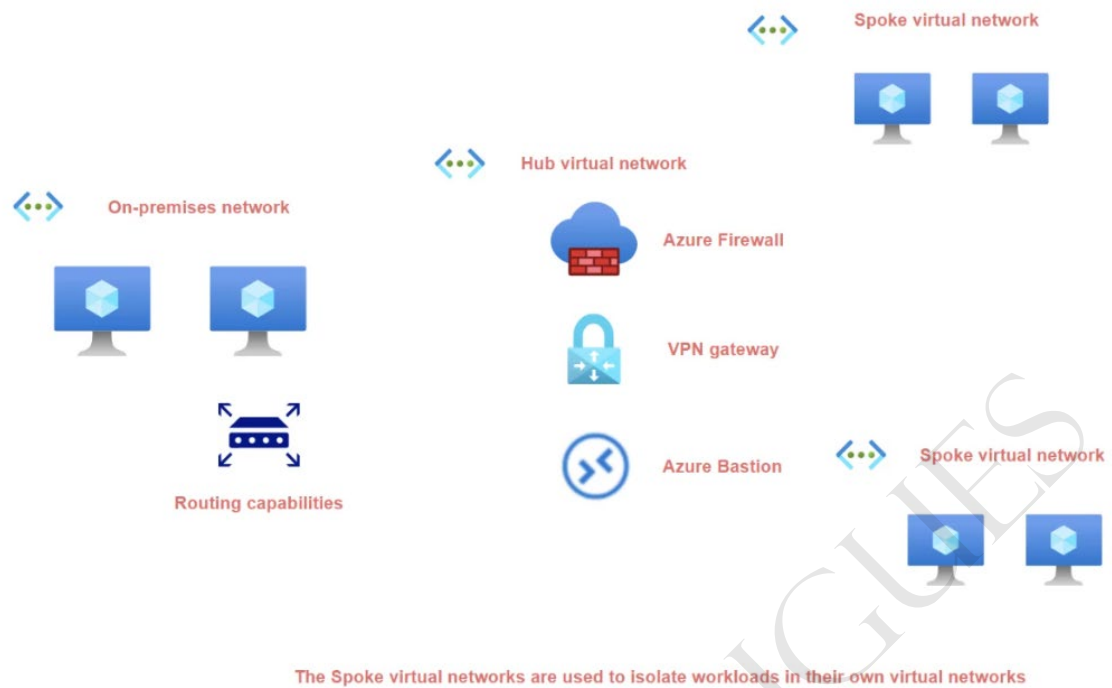 Spoke virtual network
Hub virtual network
On-premises network
Azure Firewall
VPN gateway
Azure Bastion
Spoke virtual network
Routing capabilities
The Spoke virtual networks are used to isolate workloads in their own virtual networks